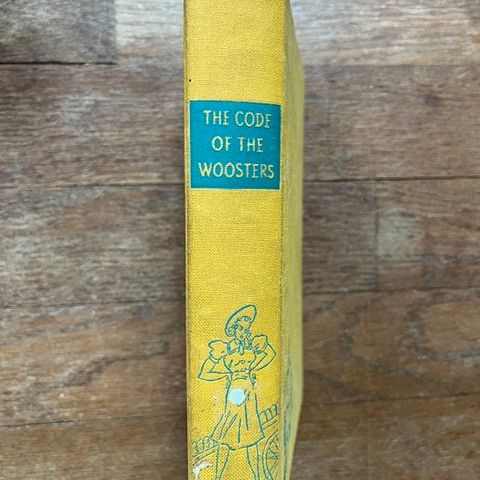 THE CODE
OF THE
WOOSTERS